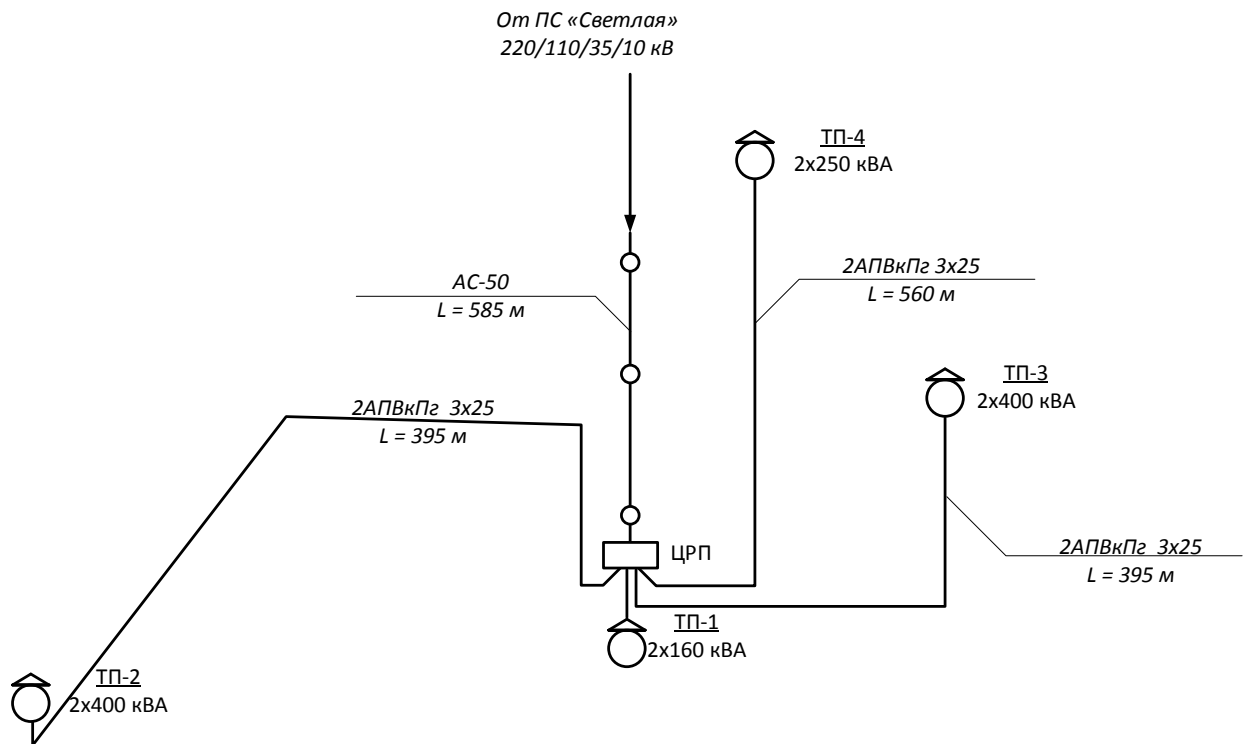 От ПС «Светлая»
220/110/35/10 кВ
ТП-4
2х250 кВА
2АПВкПг 3х25
L = 560 м
АС-50
L = 585 м
ТП-3
2х400 кВА
2АПВкПг  3х25
L = 395 м
ЦРП
2АПВкПг  3х25
L = 395 м
ТП-1
2х160 кВА
ТП-2
2х400 кВА